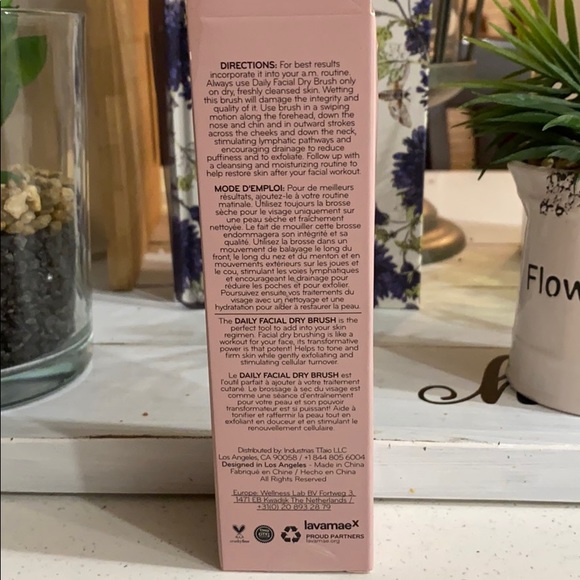 DIRECTIONS: For best results
incorporate it into your a.m. routine.
Always use Daily Facial Dry Brush only
on dry, freshly cleansed skin. Wetting
this brush will damage the integrity and
quality of it. Use brush in a swiping
motion along the forehead, down the
nose and chin and in outward strokes
across the cheeks and down the neck,
stimulating lymphatic pathways and
encouraging drainage to reduce
puffiness and to exfoliate. Follow up with
a cleansing and moisturizing routine to
help restore skin after your facial workout.
MODE D'EMPLOI: Pour de meilleurs
résultats, ajoutez-le à votre routine
matinale. Utilisez toujours la brosse
sèche pour le visage uniquement sur
une peau sèche et fraîchement
nettoyée. Le fait de mouiller cette brosse
endommagera son intégrité et sa
qualité. Utilisez la brosse dans un
mouvement de balayage le long du
front, le long du nez et du menton et en
mouvements extérieurs sur les joues et
le cou, stimulant les voies lymphatiques
et encourageant le drainage pour
réduire les poches et pour exfolier.
Poursuivez ensuite vos traitements du
visage avec un nettoyage et une
hydratation pour aider à restaurer la peau.
The DAILY FACIAL DRY BRUSH is the
perfect tool to add into your skin
regimen. Facial dry brushing is like a
workout for your face, its transformative
power is that potent! Helps to tone and
firm skin while gently exfoliating and
stimulating cellular turnover.
Le DAILY FACIAL DRY BRUSH est
l'outil parfait à ajouter à votre traitement
cutané. Le brossage à sec du visage est
comme une séance d'entraînement
pour votre peau et son pouvoir
transformateur est si puissant! Aide à
tonifier et raffermir la peau tout en
exfoliant en douceur et en stimulant le
renouvellement cellulaire.
Distributed by: Industrias TTao LLC
Los Angeles, CA 90058 / +1 844 805 6004
Designed in Los Angeles - Made in China
Fabriqué en Chine / Hecho en China
All Rights Reserved
Europe: Wellness Lab BV Fortweg 3,
1471 EB Kwadijk The Netherlands /
+31(0) 20 893 28 79
lavamaex
PROUD PARTNERS
lavamae.org
cruelty free
Flow